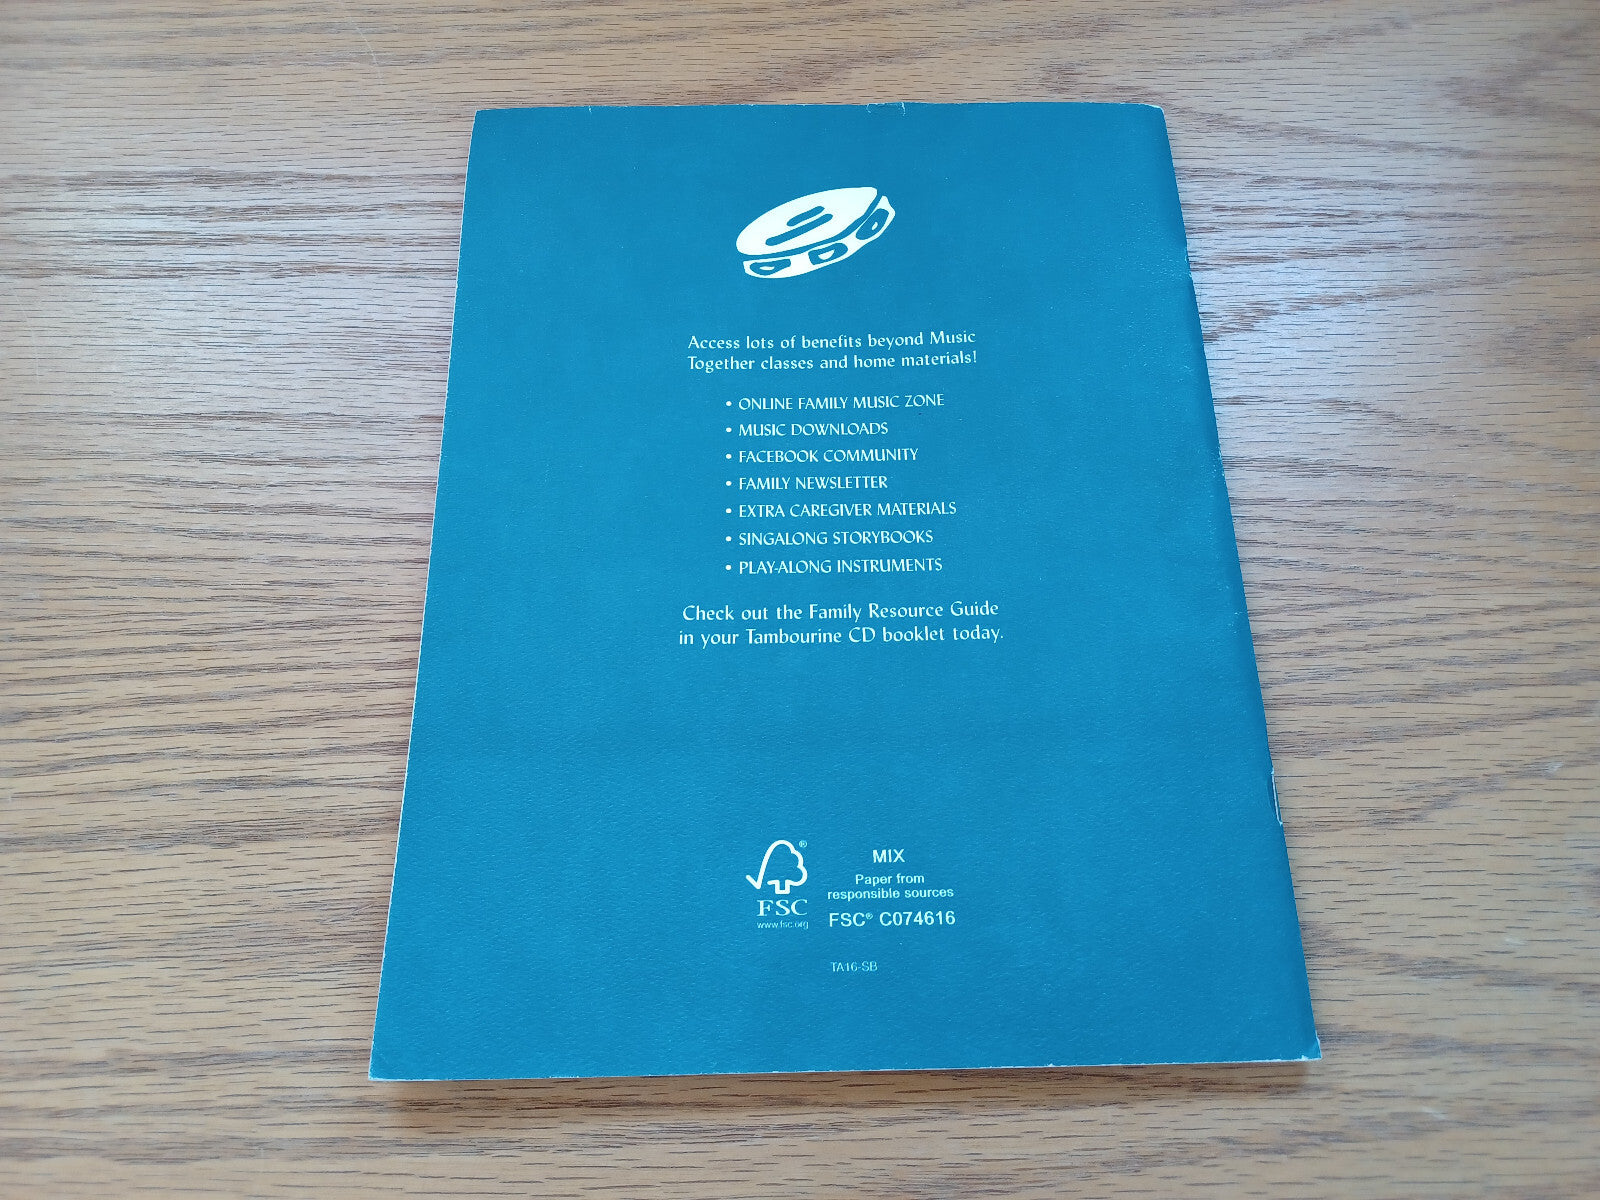 Access lots of benefits beyond Music
Together classes and home materials!
• ONLINE FAMILY MUSIC ZONE
• MUSIC DOWNLOADS
• FACEBOOK COMMUNITY
• FAMILY NEWSLETTER
• EXTRA CAREGIVER MATERIALS
• SINGALONG STORYBOOKS
• PLAY-ALONG INSTRUMENTS
Check out the Family Resource Guide
in your Tambourine CD booklet today.
®
FSC
www.fsc.org
MIX
Paper from
responsible sources
FSC® C074616
TA16-SB